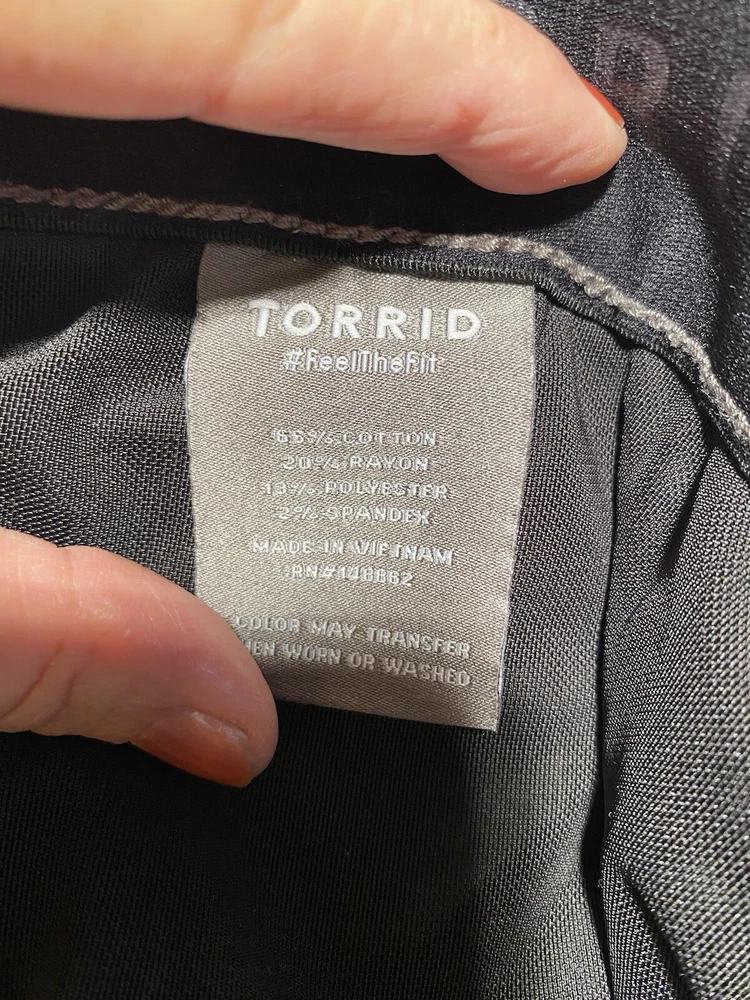 TORRID
#FeelTheFit
65% COTTON
20% RAYON
13% POLYESTER
2% SPANDEX
MADE IN VIETNAM
RN#148862
COLOR MAY TRANSFER
WORN OR WASHED